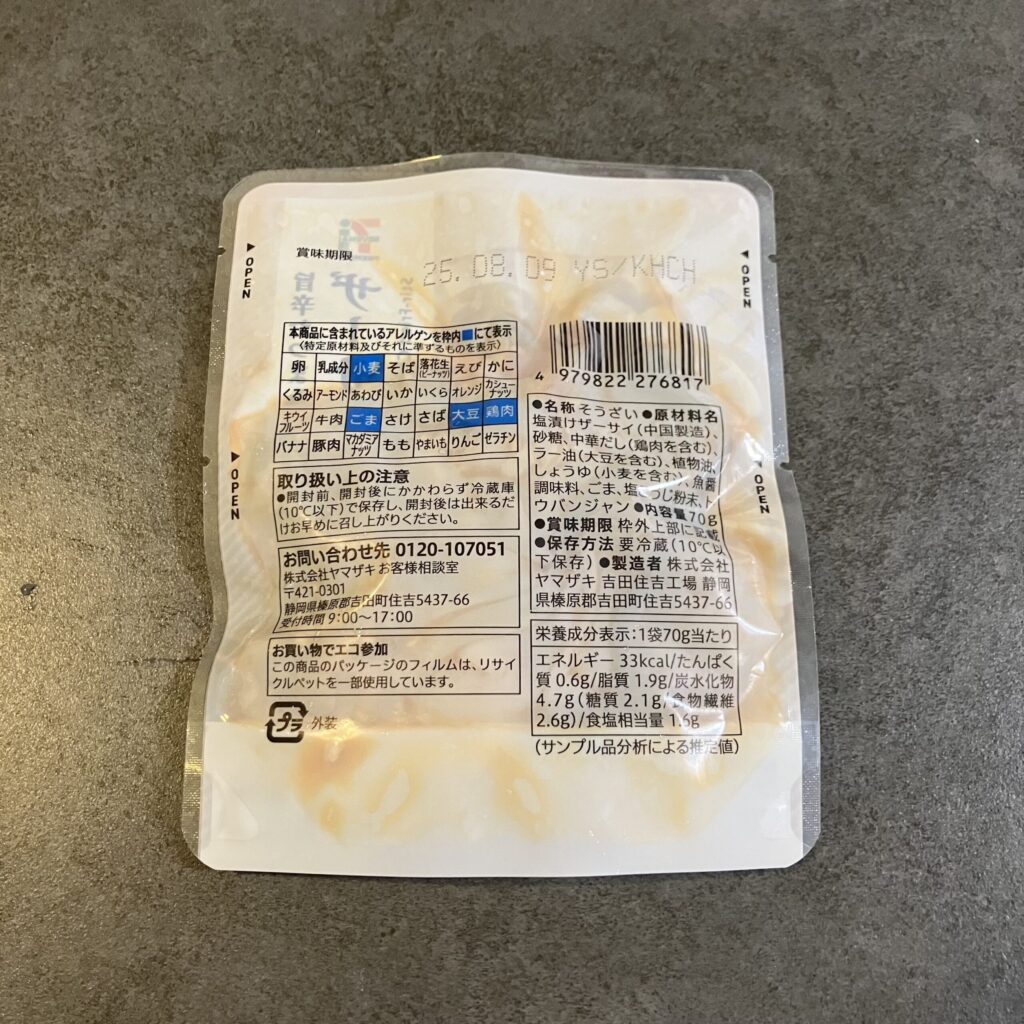 賞味期限
25.08.09 YS/KHCH
OPEN
OPEN
OPEN
OPEN
本商品に含まれているアレルゲンを枠内■にて表示
〈特定原材料及びそれに準ずるものを表示〉
卵 乳成分 小麦 そば 落花生(ピーナッツ) えび かに
くるみ アーモンド あわび いか いくら オレンジ カシューナッツ
キウイフルーツ 牛肉 ごま さけ さば 大豆 鶏肉
バナナ 豚肉 マカダミアナッツ もも やまいも りんご ゼラチン
取り扱い上の注意
●開封前、開封後にかかわらず冷蔵庫
(10℃以下)で保存し、開封後は出来るだ
けお早めに召し上がりください。
お問い合わせ先 0120-107051
株式会社ヤマザキ お客様相談室
〒421-0301
静岡県榛原郡吉田町住吉5437-66
受付時間 9:00〜17:00
お買い物でエコ参加
この商品のパッケージのフィルムは、リサイ
クルペットを一部使用しています。
プラ 外装
4 979822 276817
●名称 そうざい ●原材料名
塩漬けザーサイ(中国製造)、
砂糖、中華だし(鶏肉を含む)、
ラー油(大豆を含む)、植物油、
しょうゆ(小麦を含む)、魚醤
調味料、ごま、塩こうじ粉末、ト
ウバンジャン ●内容量 70g
●賞味期限 枠外上部に記載
●保存方法 要冷蔵(10℃以
下保存) ●製造者 株式会社
ヤマザキ 吉田住吉工場 静岡
県榛原郡吉田町住吉5437-66
栄養成分表示:1袋70g当たり
エネルギー 33kcal/たんぱく
質 0.6g/脂質 1.9g/炭水化物
4.7g(糖質 2.1g/食物繊維
2.6g)/食塩相当量 1.6g
(サンプル品分析による推定値)